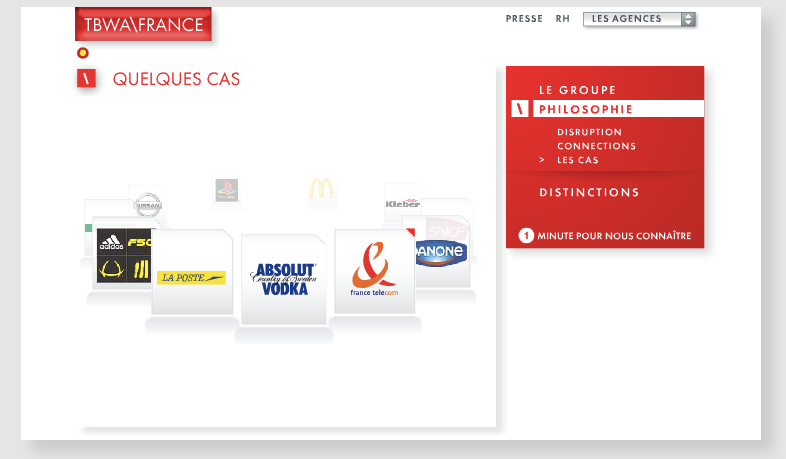 TBWA\FRANCE
PRESSE RH LES AGENCES
\ QUELQUES CAS
LE GROUPE
\ PHILOSOPHIE
DISRUPTION
CONNECTIONS
> LES CAS
DISTINCTIONS
1 MINUTE POUR NOUS CONNAÎTRE
NISSAN
Kleber
SNCF
adidas
FSC
LA POSTE
ABSOLUT
Country of Sweden
VODKA
france telecom
DANONE